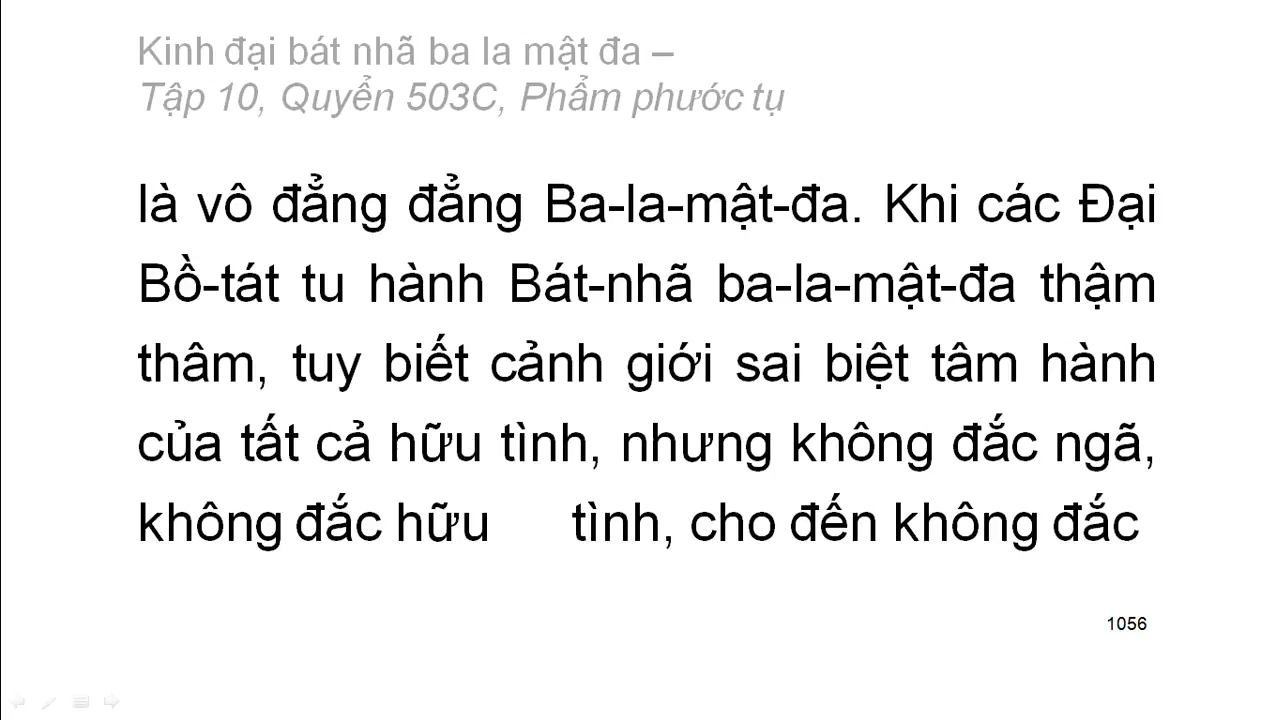 Kinh đại bát nhã ba la mật đa –
Tập 10, Quyển 503C, Phẩm phước tụ
là vô đẳng đẳng Ba-la-mật-đa. Khi các Đại
Bồ-tát tu hành Bát-nhã ba-la-mật-đa thậm
thâm, tuy biết cảnh giới sai biệt tâm hành
của tất cả hữu tình, nhưng không đắc ngã,
không đắc hữu tình, cho đến không đắc
1056